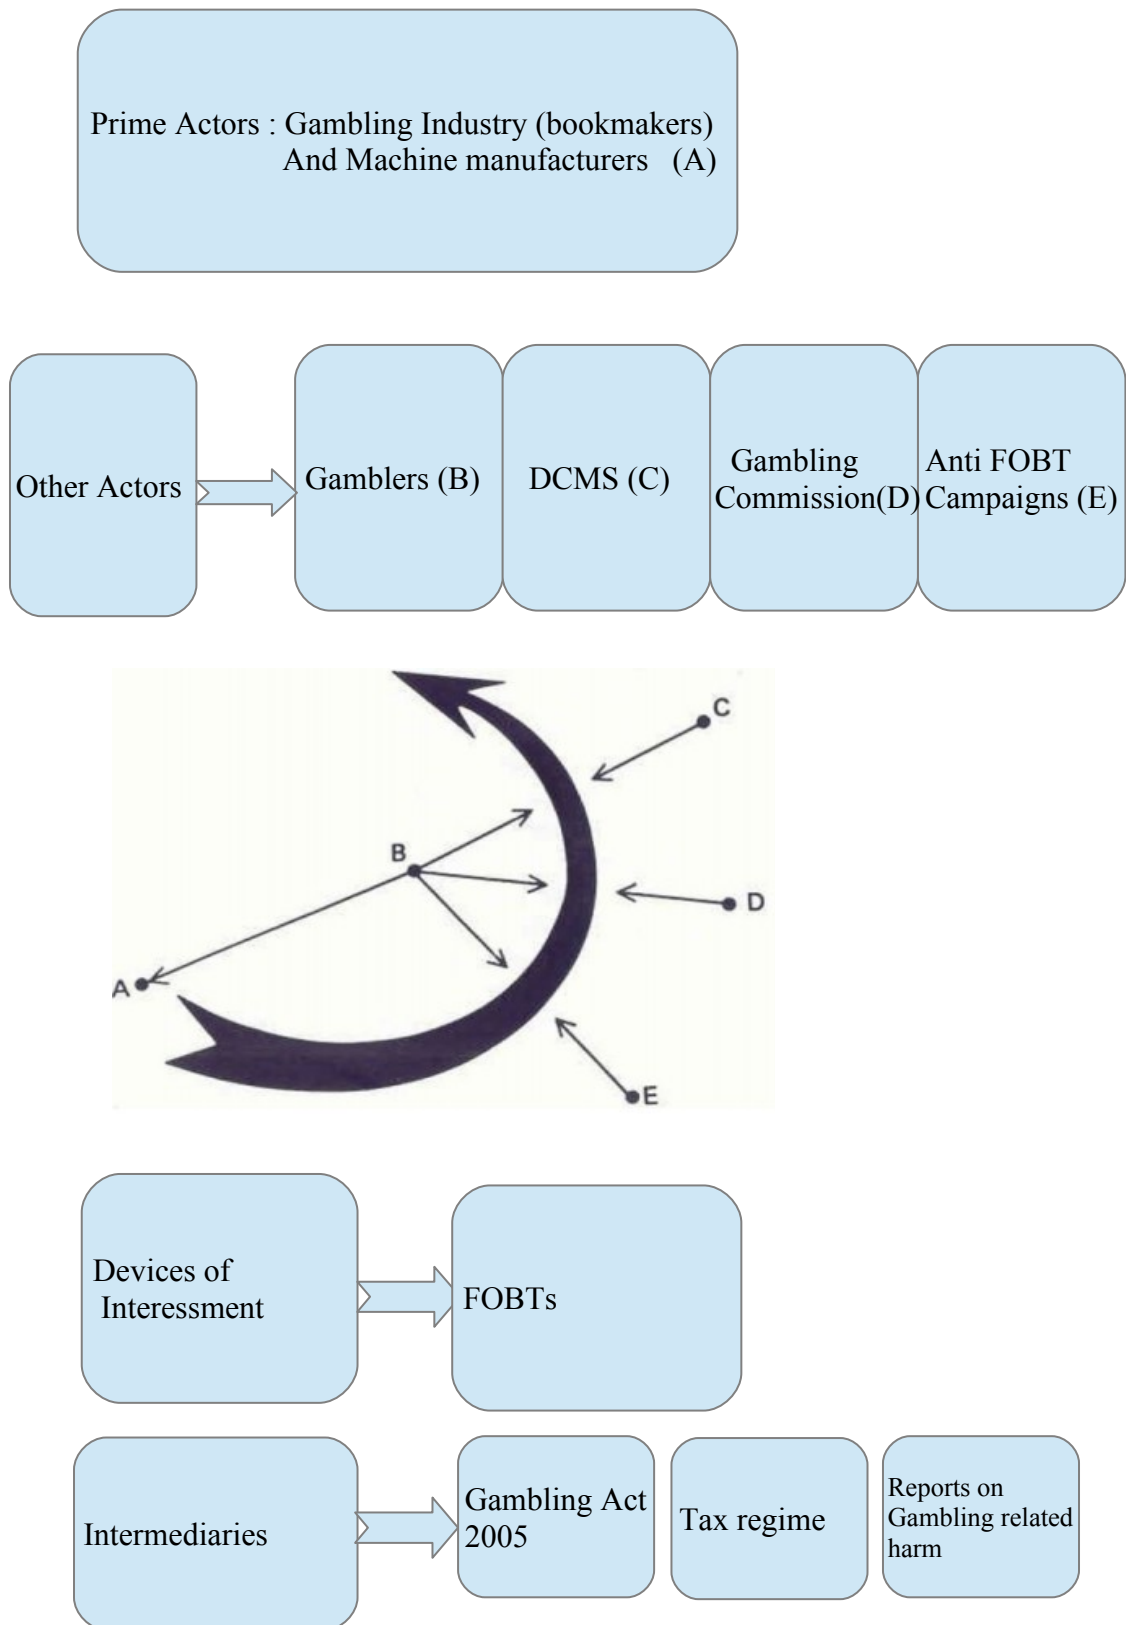 Prime Actors : Gambling Industry (bookmakers)
And Machine manufacturers (A)
Other Actors
Gamblers (B)
DCMS (C)
Gambling
Commission(D)
Anti FOBT
Campaigns (E)
C
B
D
A
E
Devices of
Interessment
FOBTs
Intermediaries
Gambling Act
2005
Tax regime
Reports on
Gambling related
harm